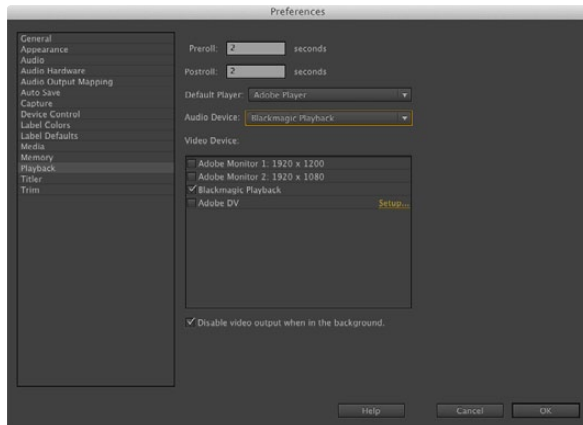 Preferences
General
Appearance
Audio
Audio Hardware
Audio Output Mapping
Auto Save
Capture
Device Control
Label Colors
Label Defaults
Media
Memory
Playback
Titler
Trim
Preroll: 2 seconds
Postroll: 2 seconds
Default Player: Adobe Player
Audio Device: Blackmagic Playback
Video Device:
Adobe Monitor 1: 1920 x 1200
Adobe Monitor 2: 1920 x 1080
Blackmagic Playback
Adobe DV Setup...
Disable video output when in the background.
Help Cancel OK